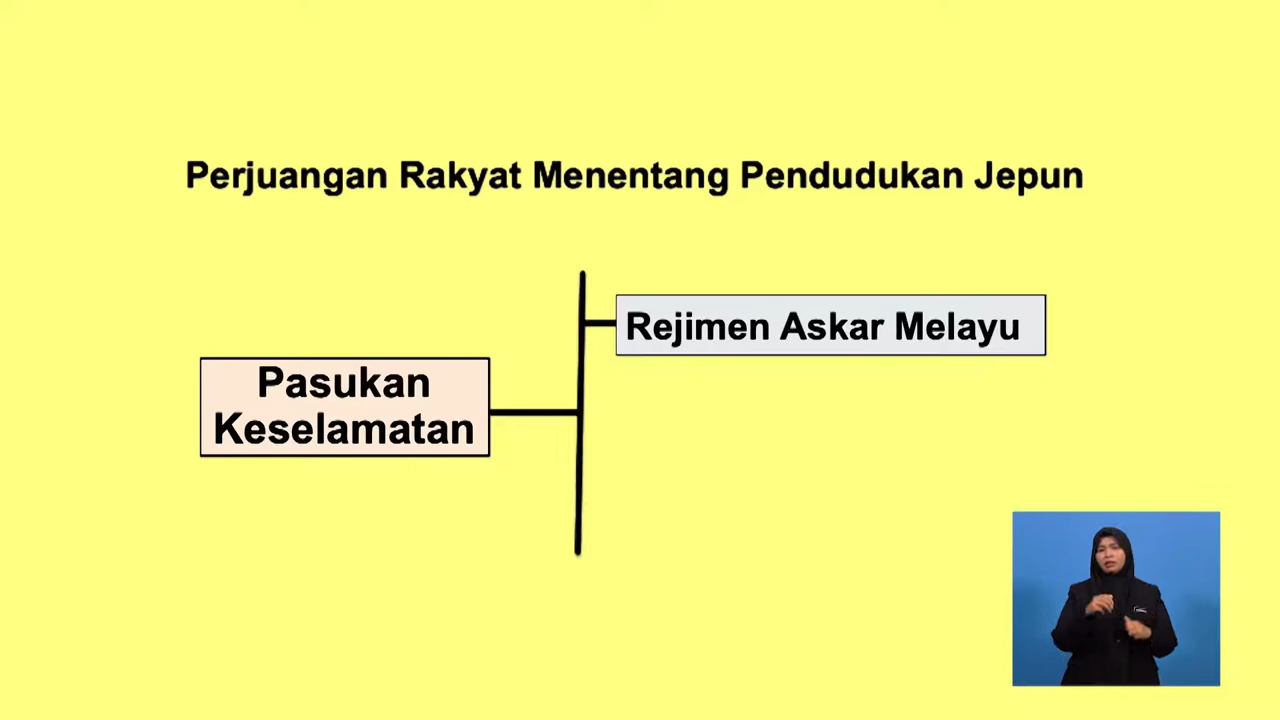 Perjuangan Rakyat Menentang Pendudukan Jepun
Rejimen Askar Melayu
Pasukan
Keselamatan